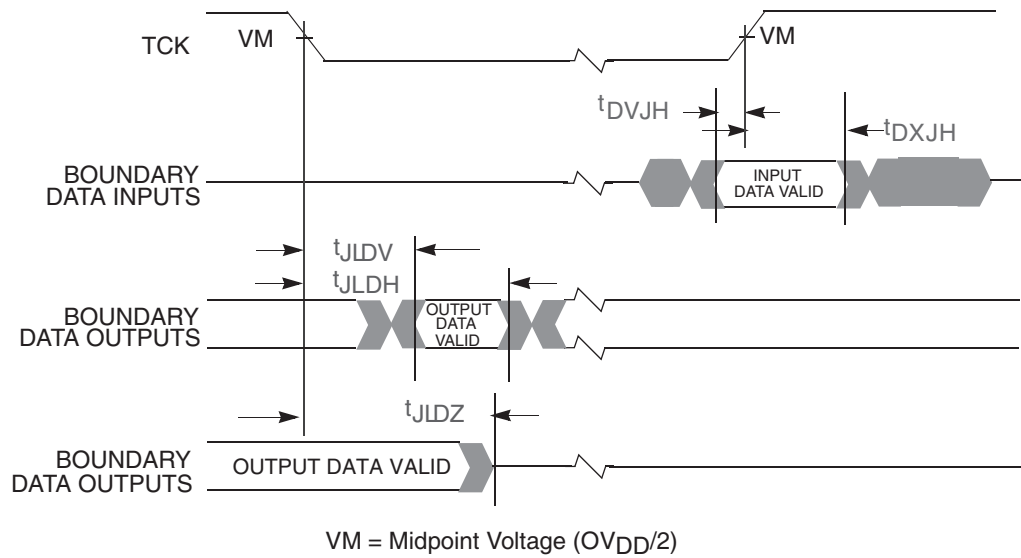 TCK
VM
VM
tDVJH
tDXJH
BOUNDARY
DATA INPUTS
INPUT
DATA VALID
tJLDV
tJLDH
BOUNDARY
DATA OUTPUTS
OUTPUT
DATA
VALID
tJLDZ
BOUNDARY
DATA OUTPUTS
OUTPUT DATA VALID
VM = Midpoint Voltage (OVDD/2)